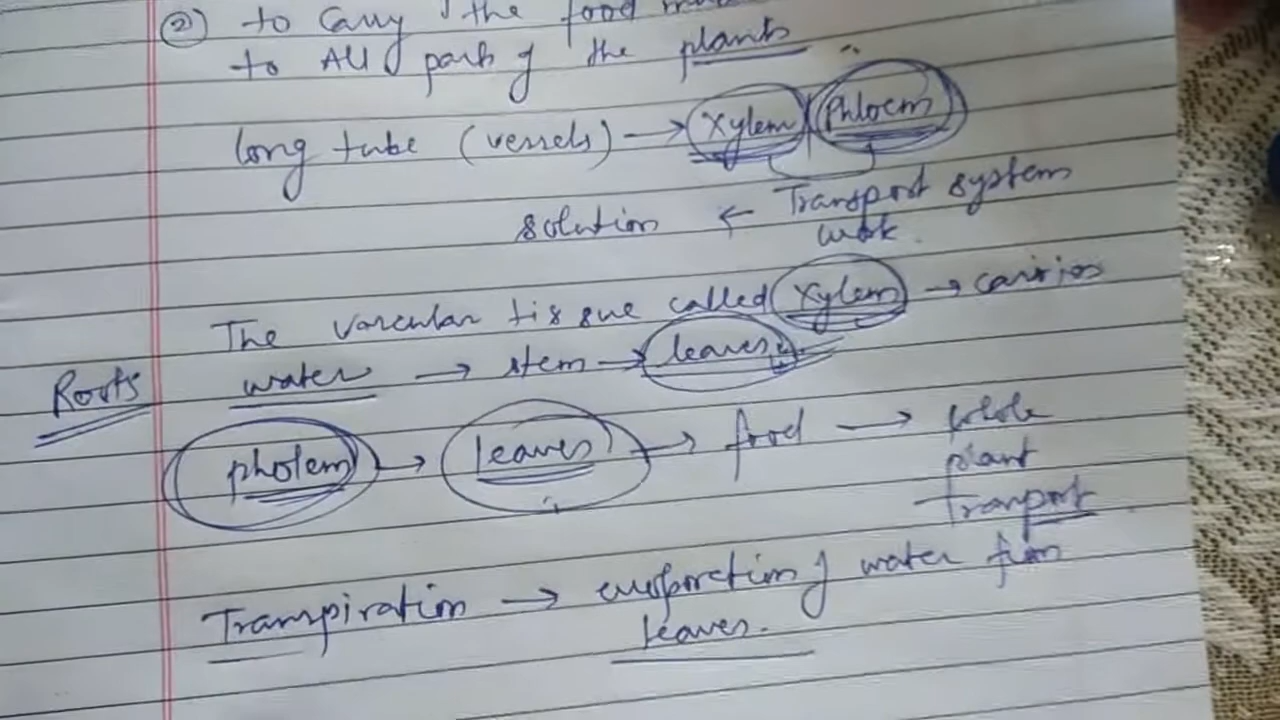 ② to carry the food
to All part of the plants
long tube (vessels) → Xylem Phloem
solution ← Transport system
work.
The vascular tissue called xylem → carries
Roots water → stem → leaves
pholem → leaves → food → whole
plant
Tranport
Transpiration → evaporation of water from
leaves.